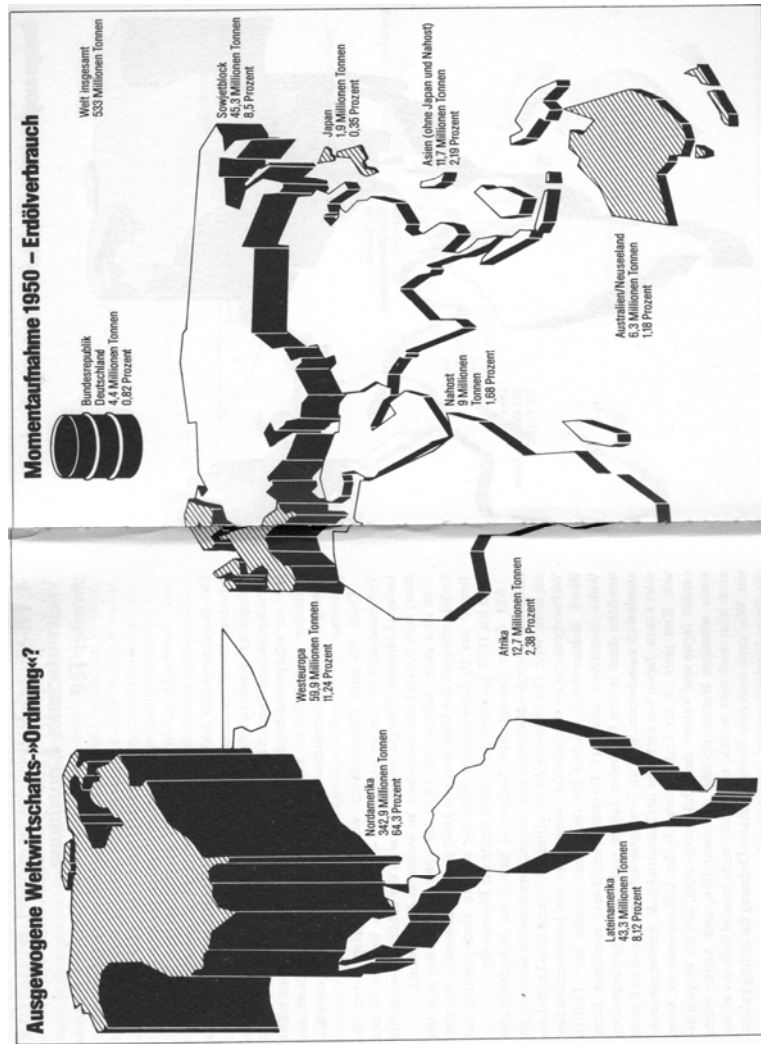 Ausgewogene Weltwirtschafts-»Ordnung«?
Momentaufnahme 1950 – Erdölverbrauch
Bundesrepublik
Deutschland
4,4 Millionen Tonnen
0,82 Prozent
Welt insgesamt
533 Millionen Tonnen
Sowjetblock
45,3 Millionen Tonnen
8,5 Prozent
Japan
1,9 Millionen Tonnen
0,35 Prozent
Westeuropa
59,9 Millionen Tonnen
11,24 Prozent
Nordamerika
342,9 Millionen Tonnen
64,3 Prozent
Asien (ohne Japan und Nahost)
11,7 Millionen Tonnen
2,19 Prozent
Nahost
9 Millionen
Tonnen
1,68 Prozent
Afrika
12,7 Millionen Tonnen
2,38 Prozent
Lateinamerika
43,3 Millionen Tonnen
8,12 Prozent
Australien/Neuseeland
6,3 Millionen Tonnen
1,18 Prozent